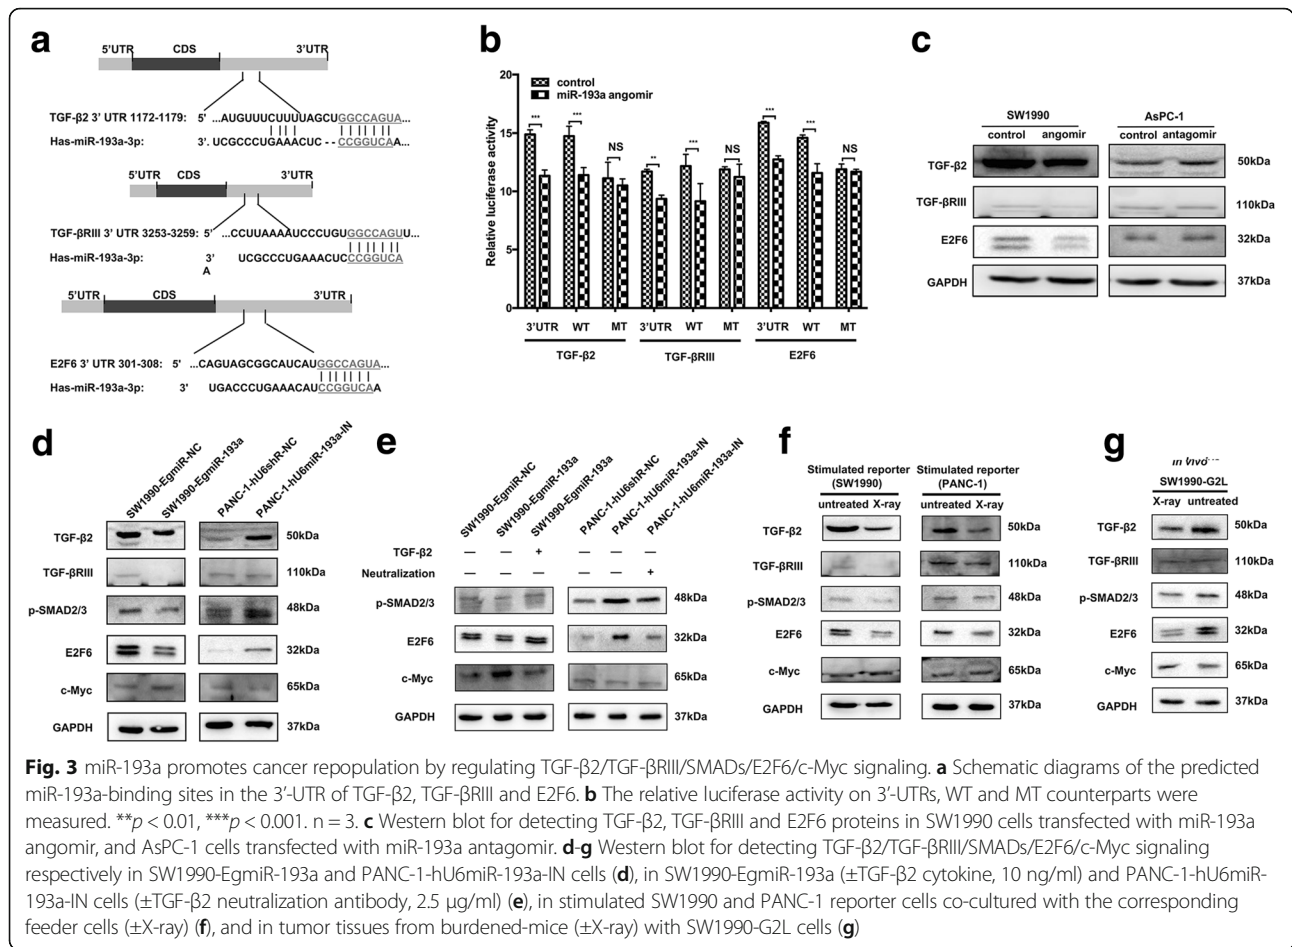 a
5'UTR CDS 3'UTR
TGF-β2 3' UTR 1172-1179: 5' ...AUGUUUCUUUUAGCUGGCCAGUA...
Has-miR-193a-3p: 3'. UCGCCCUGAAACUC--CCGGUCAA...
5'UTR CDS 3'UTR
TGF-βRIII 3' UTR 3253-3259: 5' ...CCUUAAAAUCCCUGUGGCCAGUU...
Has-miR-193a-3p: 3' UCGCCCUGAAACUCCCGGUCA
A
5'UTR CDS 3'UTR
E2F6 3' UTR 301-308: 5' ...CAGUAGCGGCAUCAUGGCCAGUA...
Has-miR-193a-3p: 3' UGACCCUGAAACAUCCGGUCAA
b
Relative luciferase activity
20
15
10
5
0
control
miR-193a angomir
*** *** NS ** *** NS *** *** NS
3'UTR WT MT 3'UTR WT MT 3'UTR WT MT
TGF-β2 TGF-βRIII E2F6
c
SW1990 AsPC-1
control angomir control antagomir
TGF-β2 50kDa
TGF-βRIII 110kDa
E2F6 32kDa
GAPDH 37kDa
d
SW1990-EgmiR-NC SW1990-EgmiR-193a PANC-1-hU6shR-NC PANC-1-hU6miR-193a-IN
TGF-β2 50kDa
TGF-βRIII 110kDa
p-SMAD2/3 48kDa
E2F6 32kDa
c-Myc 65kDa
GAPDH 37kDa
e
SW1990-EgmiR-NC SW1990-EgmiR-193a SW1990-EgmiR-193a PANC-1-hU6shR-NC PANC-1-hU6miR-193a-IN PANC-1-hU6miR-193a-IN
TGF-β2 — — + — — —
Neutralization — — — — — +
p-SMAD2/3 48kDa
E2F6 32kDa
c-Myc 65kDa
GAPDH 37kDa
f
Stimulated reporter (SW1990) Stimulated reporter (PANC-1)
untreated X-ray untreated X-ray
TGF-β2 50kDa
TGF-βRIII 110kDa
p-SMAD2/3 48kDa
E2F6 32kDa
c-Myc 65kDa
GAPDH 37kDa
g
In vivo
SW1990-G2L
X-ray untreated
TGF-β2 50kDa
TGF-βRIII 110kDa
p-SMAD2/3 48kDa
E2F6 32kDa
c-Myc 65kDa
GAPDH 37kDa
Fig. 3 miR-193a promotes cancer repopulation by regulating TGF-β2/TGF-βRIII/SMADs/E2F6/c-Myc signaling. a Schematic diagrams of the predicted
miR-193a-binding sites in the 3′-UTR of TGF-β2, TGF-βRIII and E2F6. b The relative luciferase activity on 3′-UTRs, WT and MT counterparts were
measured. **p < 0.01, ***p < 0.001. n = 3. c Western blot for detecting TGF-β2, TGF-βRIII and E2F6 proteins in SW1990 cells transfected with miR-193a
angomir, and AsPC-1 cells transfected with miR-193a antagomir. d-g Western blot for detecting TGF-β2/TGF-βRIII/SMADs/E2F6/c-Myc signaling
respectively in SW1990-EgmiR-193a and PANC-1-hU6miR-193a-IN cells (d), in SW1990-EgmiR-193a (±TGF-β2 cytokine, 10 ng/ml) and PANC-1-hU6miR-
193a-IN cells (±TGF-β2 neutralization antibody, 2.5 μg/ml) (e), in stimulated SW1990 and PANC-1 reporter cells co-cultured with the corresponding
feeder cells (±X-ray) (f), and in tumor tissues from burdened-mice (±X-ray) with SW1990-G2L cells (g)